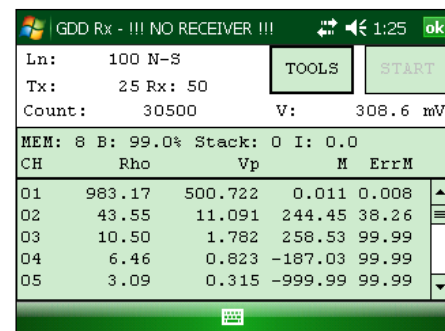 GDD Rx - !!! NO RECEIVER !!! 1:25 ok
Ln: 100 N-S
TOOLS START
Tx: 25 Rx: 50
Count: 30500 V: 308.6 mV
MEM: 8 B: 99.0% Stack: 0 I: 0.0
CH Rho Vp M ErrM
01 983.17 500.722 0.011 0.008
02 43.55 11.091 244.45 38.26
03 10.50 1.782 258.53 99.99
04 6.46 0.823 -187.03 99.99
05 3.09 0.315 -999.99 99.99